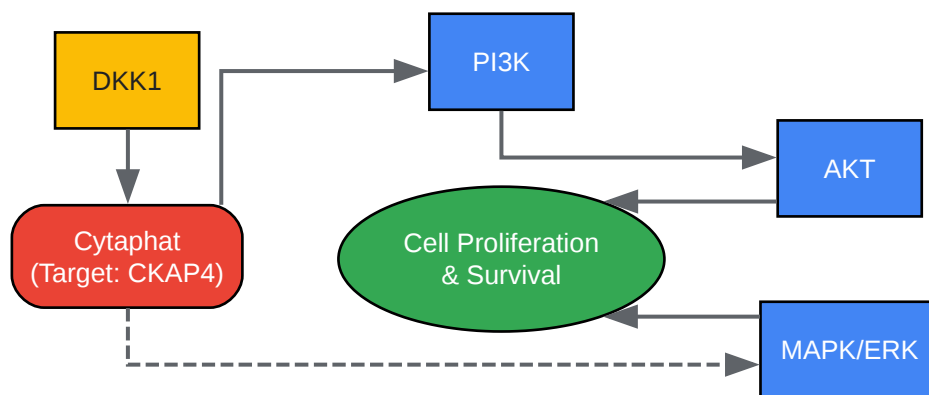 DKK1
PI3K
AKT
Cytaphat
(Target: CKAP4)
Cell Proliferation
& Survival
MAPK/ERK